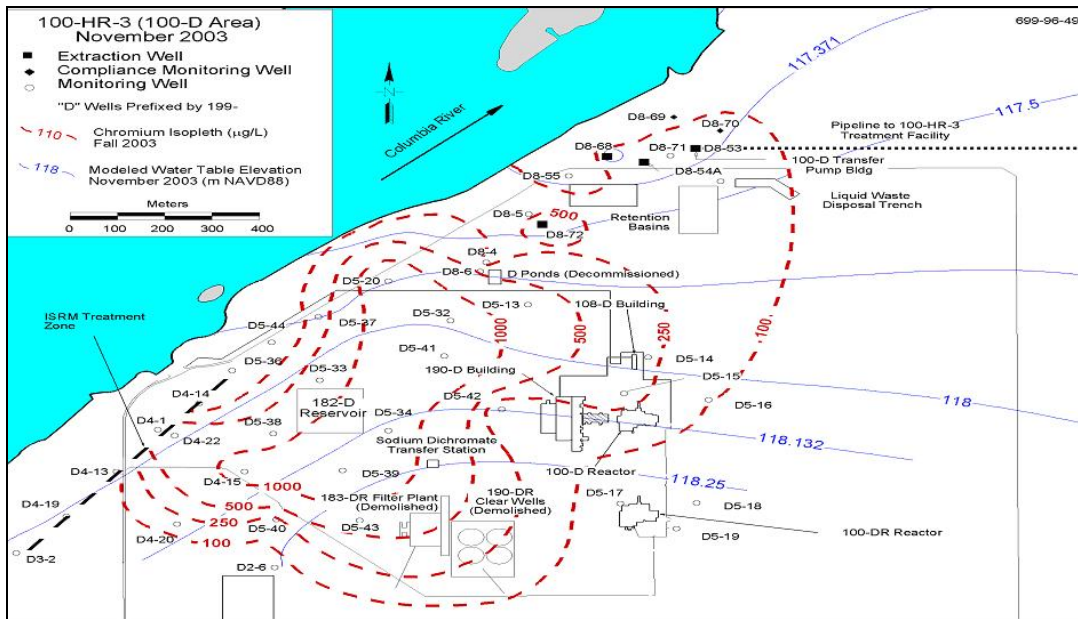 100-HR-3 (100-D Area)
November 2003
Extraction Well
Compliance Monitoring Well
Monitoring Well
"D" Wells Prefixed by 199-
110
Chromium Isopleth (µg/L)
Fall 2003
118
Modeled Water Table Elevation
November 2003 (m NAVD88)
Meters
0 100 200 300 400
N
Columbia River
699-96-49
117.371
117.5
Pipeline to 100-HR-3
Treatment Facility
D8-69
D8-70
D8-68
D8-71
D8-53
100-D Transfer
Pump Bldg
D8-54A
D8-55
Liquid Waste
Disposal Trench
Retention
Basins
D8-5
500
D8-72
D8-4
D8-6
D Ponds (Decommissioned)
D5-20
D5-13
108-D Building
ISRM Treatment
Zone
D5-44
D5-37
D5-32
1000
500
250
100
D5-36
D5-41
D5-14
D5-33
190-D Building
D5-15
D4-14
182-D
Reservoir
D5-42
D5-16
118
D4-1
D5-38
D5-34
D4-22
118.132
Sodium Dichromate
Transfer Station
D4-13
D4-15
D5-39
100-D Reactor
118.25
1000
183-DR Filter Plant
(Demolished)
190-DR
Clear Wells
(Demolished)
D5-17
D5-18
D4-19
500
250
D5-43
D5-40
D4-20
100
D5-19
100-DR Reactor
D3-2
D2-6